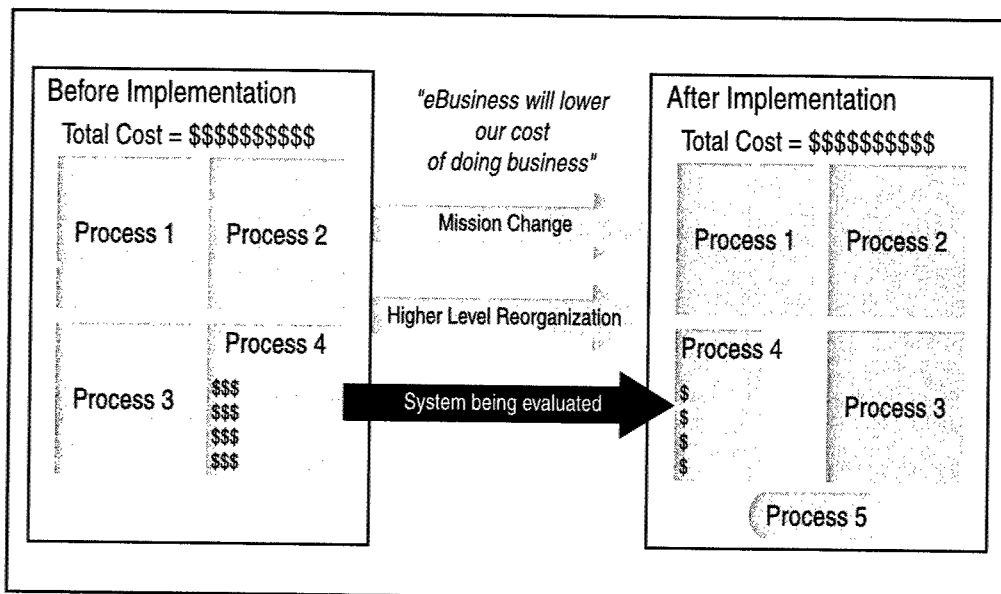 Before Implementation
Total Cost = $$$$$$$$$$
Process 1
Process 2
Process 3
Process 4
$$$
$$$
$$$
$$$
"eBusiness will lower
our cost
of doing business"
Mission Change
Higher Level Reorganization
System being evaluated
After Implementation
Total Cost = $$$$$$$$$$
Process 1
Process 2
Process 4
$
$
$
$
Process 3
Process 5